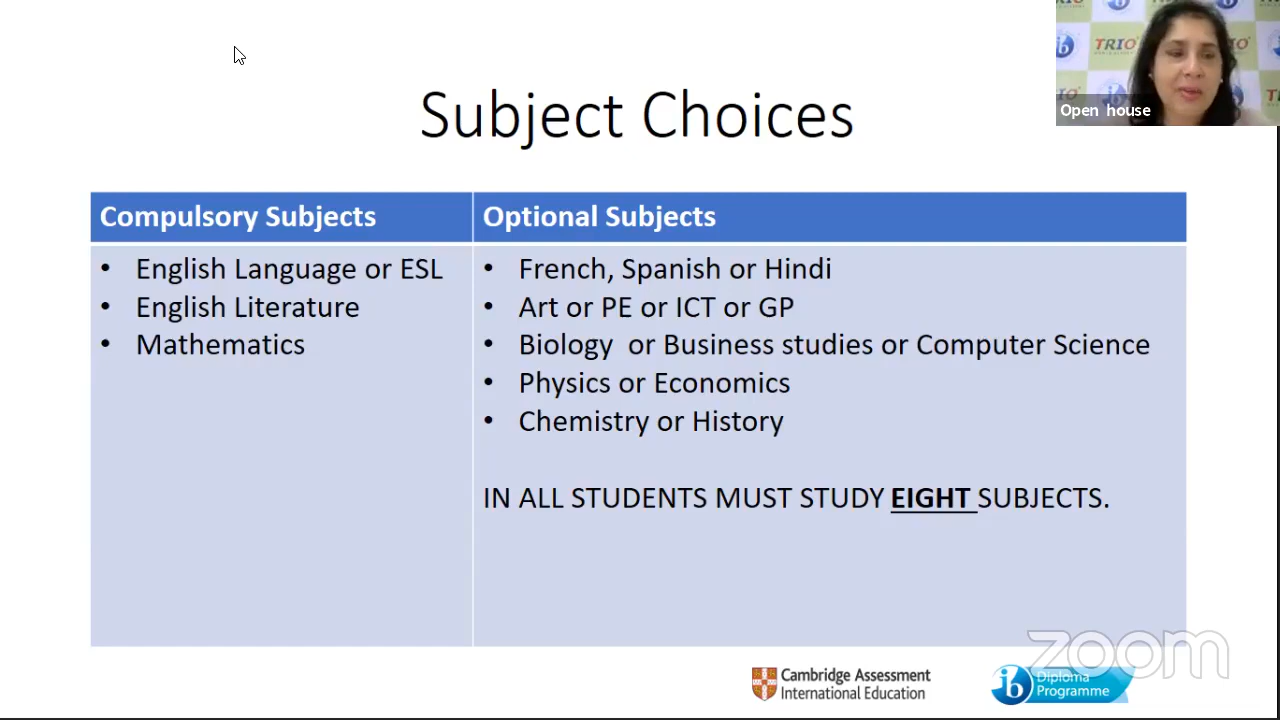 TRIO
Open house
Subject Choices
Compulsory Subjects
Optional Subjects
• English Language or ESL
• English Literature
• Mathematics
• French, Spanish or Hindi
• Art or PE or ICT or GP
• Biology or Business studies or Computer Science
• Physics or Economics
• Chemistry or History
IN ALL STUDENTS MUST STUDY EIGHT SUBJECTS.
zoom
Cambridge Assessment
International Education
ib
Diploma
Programme